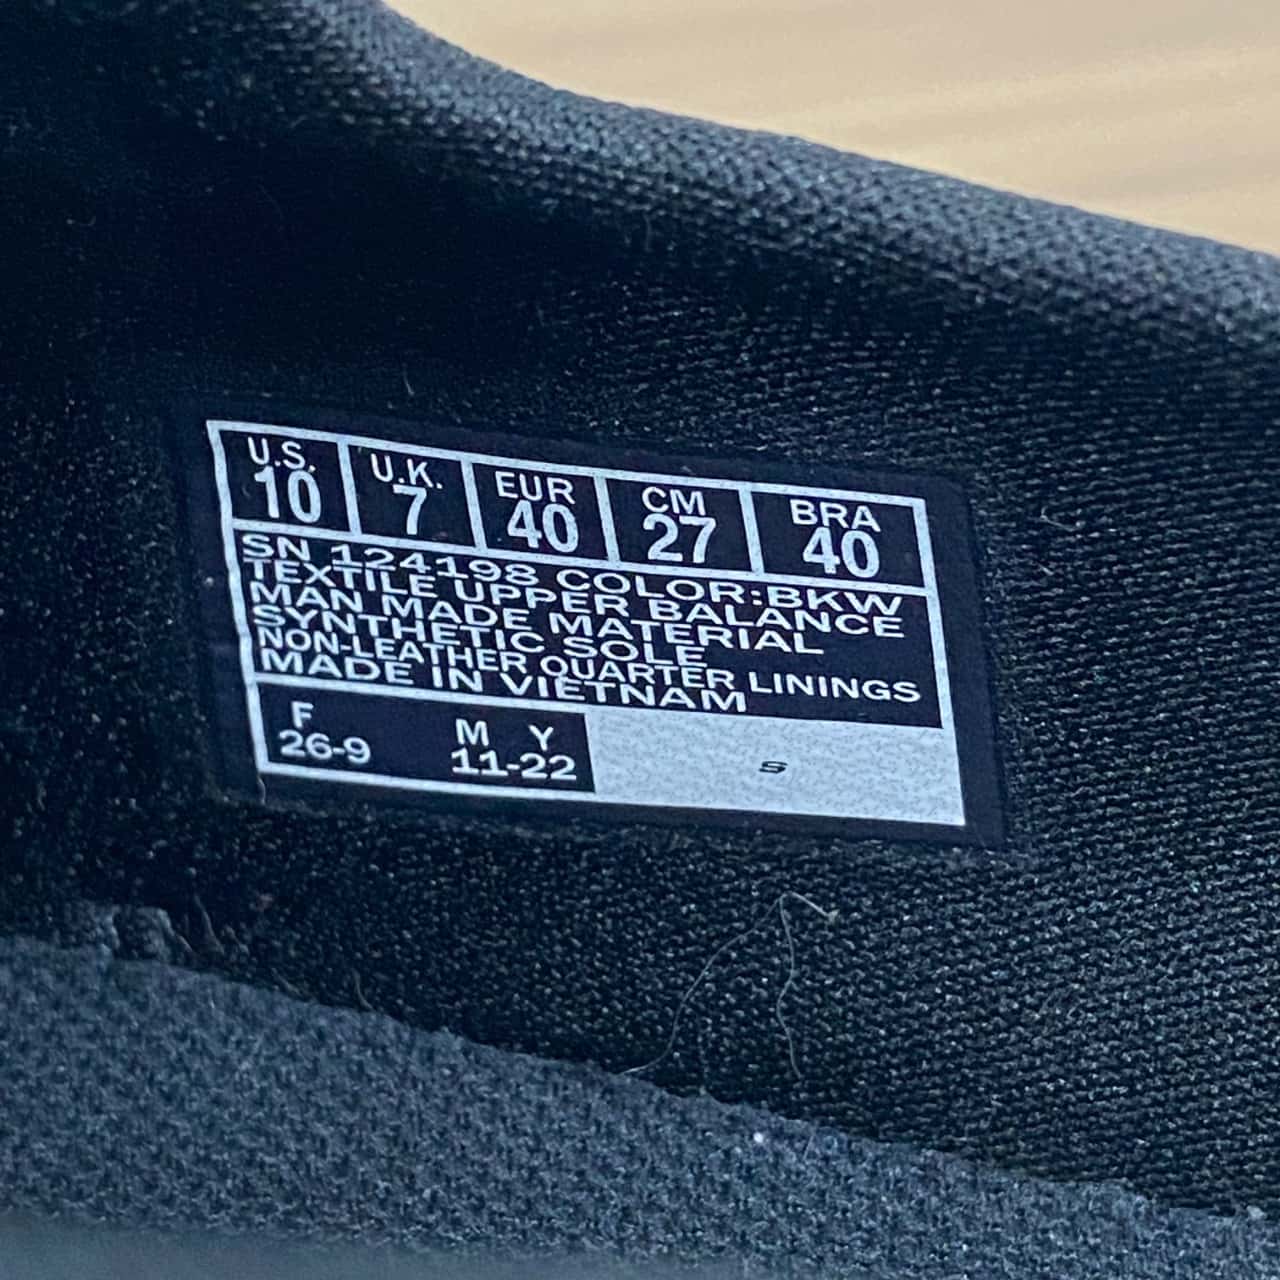 U.S. U.K. EUR CM BRA
10 7 40 27 40
SN 124198 COLOR:BKW
TEXTILE UPPER BALANCE
MAN MADE MATERIAL
SYNTHETIC SOLE
NON-LEATHER QUARTER LININGS
MADE IN VIETNAM
F M Y
26-9 11-22
S